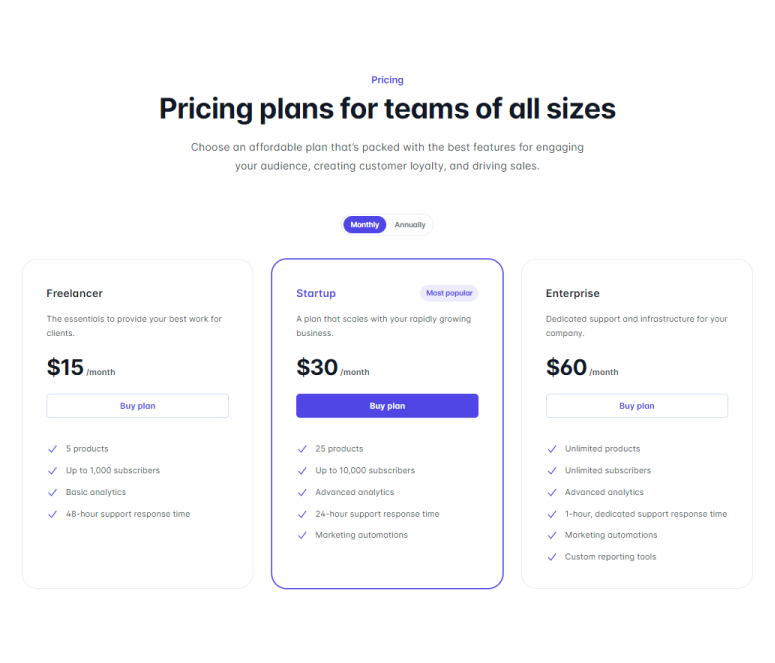 Pricing
Pricing plans for teams of all sizes
Choose an affordable plan that's packed with the best features for engaging
your audience, creating customer loyalty, and driving sales.
Monthly
Annually
Freelancer
The essentials to provide your best work for
clients.
$15 /month
Buy plan
5 products
Up to 1,000 subscribers
Basic analytics
48-hour support response time
Startup
Most popular
A plan that scales with your rapidly growing
business.
$30 /month
Buy plan
25 products
Up to 10,000 subscribers
Advanced analytics
24-hour support response time
Marketing automations
Enterprise
Dedicated support and infrastructure for your
company.
$60 /month
Buy plan
Unlimited products
Unlimited subscribers
Advanced analytics
1-hour, dedicated support response time
Marketing automations
Custom reporting tools